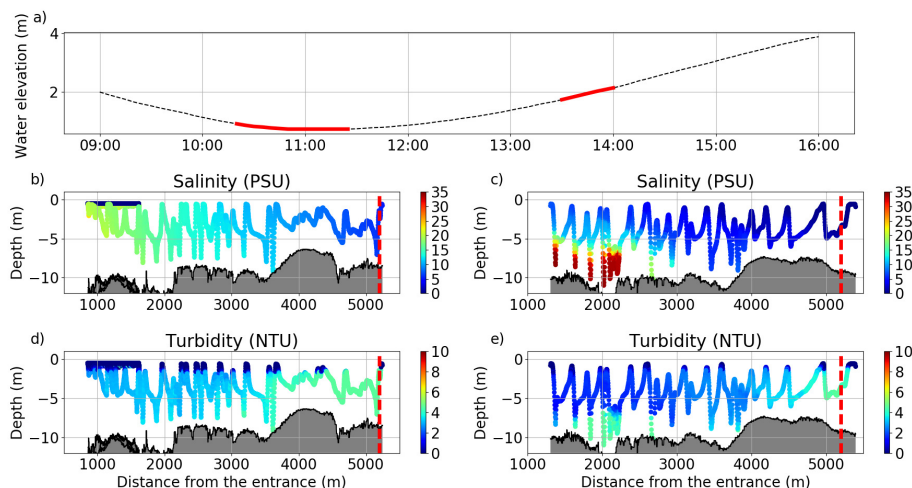 a)
Water elevation (m)
4
2
09:00 10:00 11:00 12:00 13:00 14:00 15:00 16:00
b) Salinity (PSU)
Depth (m)
0
−5
−10
1000 2000 3000 4000 5000
35
30
25
20
15
10
5
0
c) Salinity (PSU)
Depth (m)
0
−5
−10
1000 2000 3000 4000 5000
35
30
25
20
15
10
5
0
d) Turbidity (NTU)
Depth (m)
0
−5
−10
1000 2000 3000 4000 5000
Distance from the entrance (m)
10
8
6
4
2
0
e) Turbidity (NTU)
Depth (m)
0
−5
−10
1000 2000 3000 4000 5000
Distance from the entrance (m)
10
8
6
4
2
0